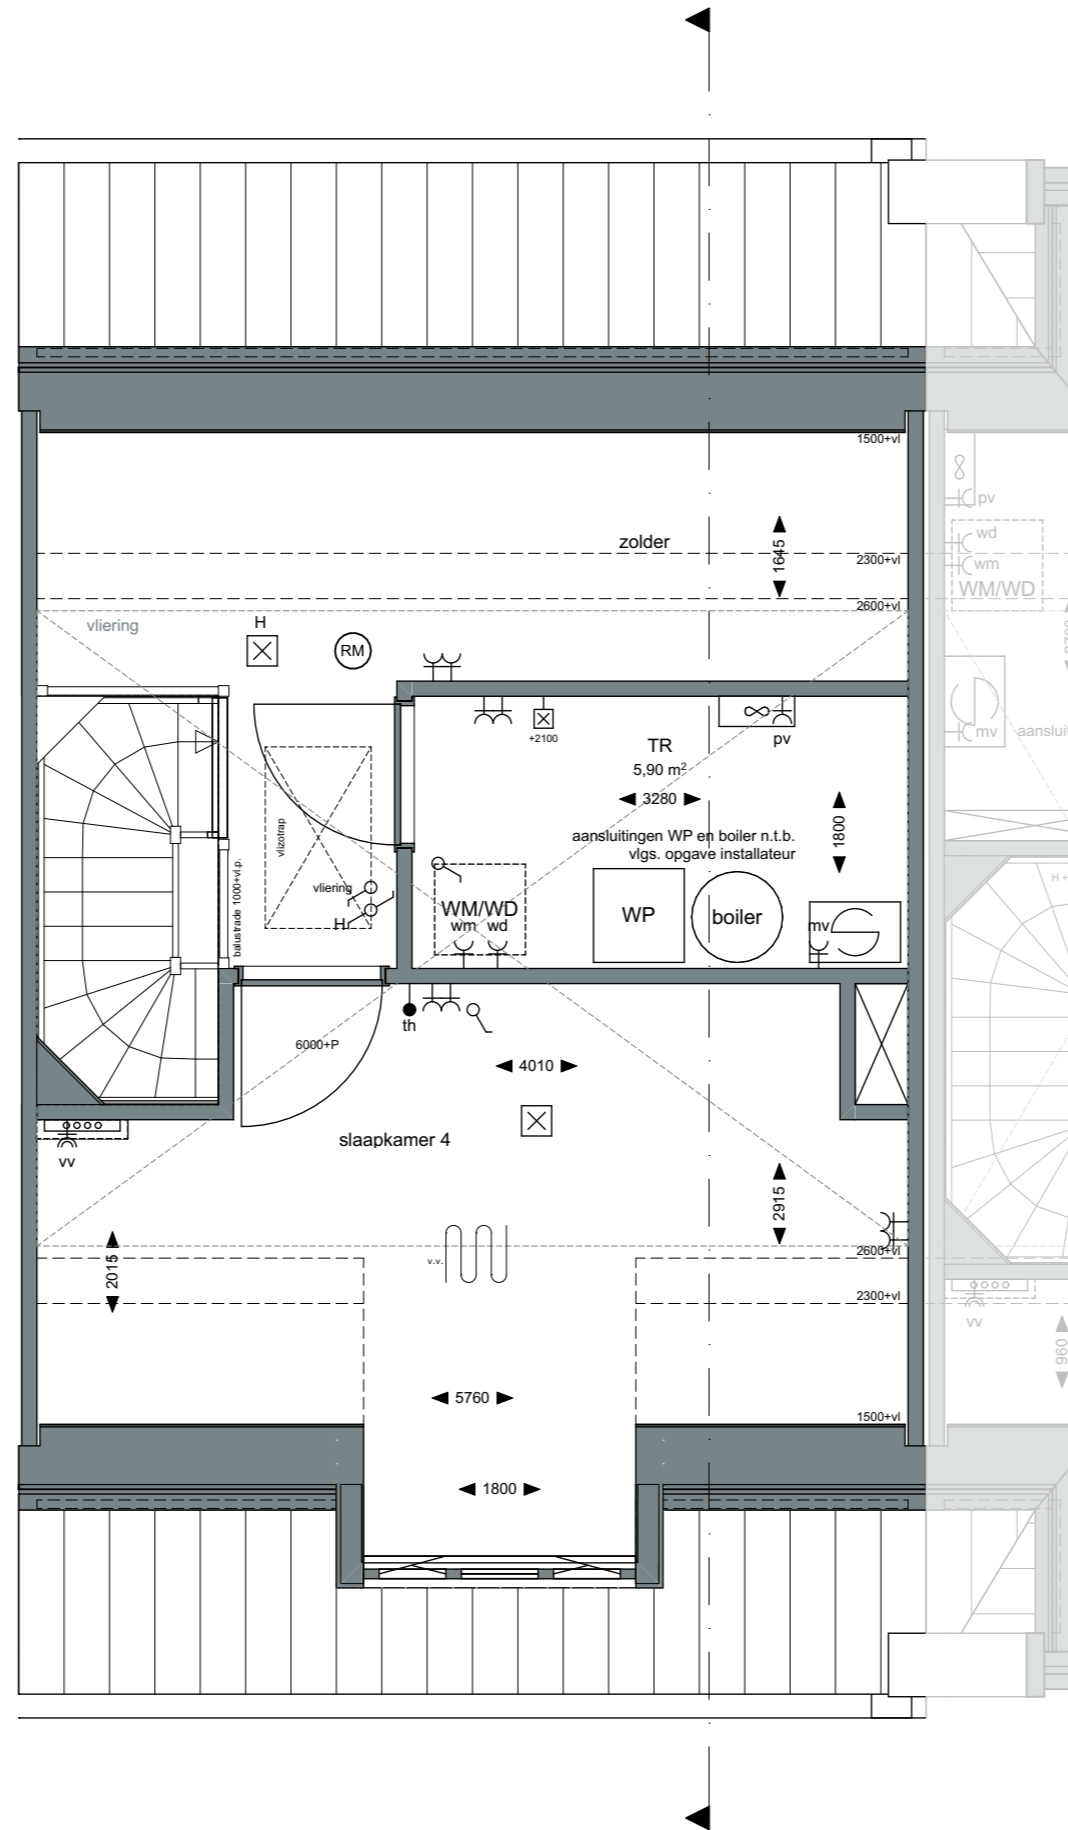 1500+vl
pv
zolder
1645
2300+vl
wd
wm
2600+vl
WM/WD
vliering
H
RM
+2100
pv
TR
5,90 m²
3280
mv
aansluit
vlizotrap
aansluitingen WP en boiler n.t.b.
vlgs. opgave installateur
1800
balustrade 1000+vl.p.
vliering
H
WM/WD
wm wd
WP
boiler
mv
H +
th
6000+P
4010
slaapkamer 4
vv
2915
2015
v.v.
2600+vl
2300+vl
vv
960
5760
1500+vl
1800